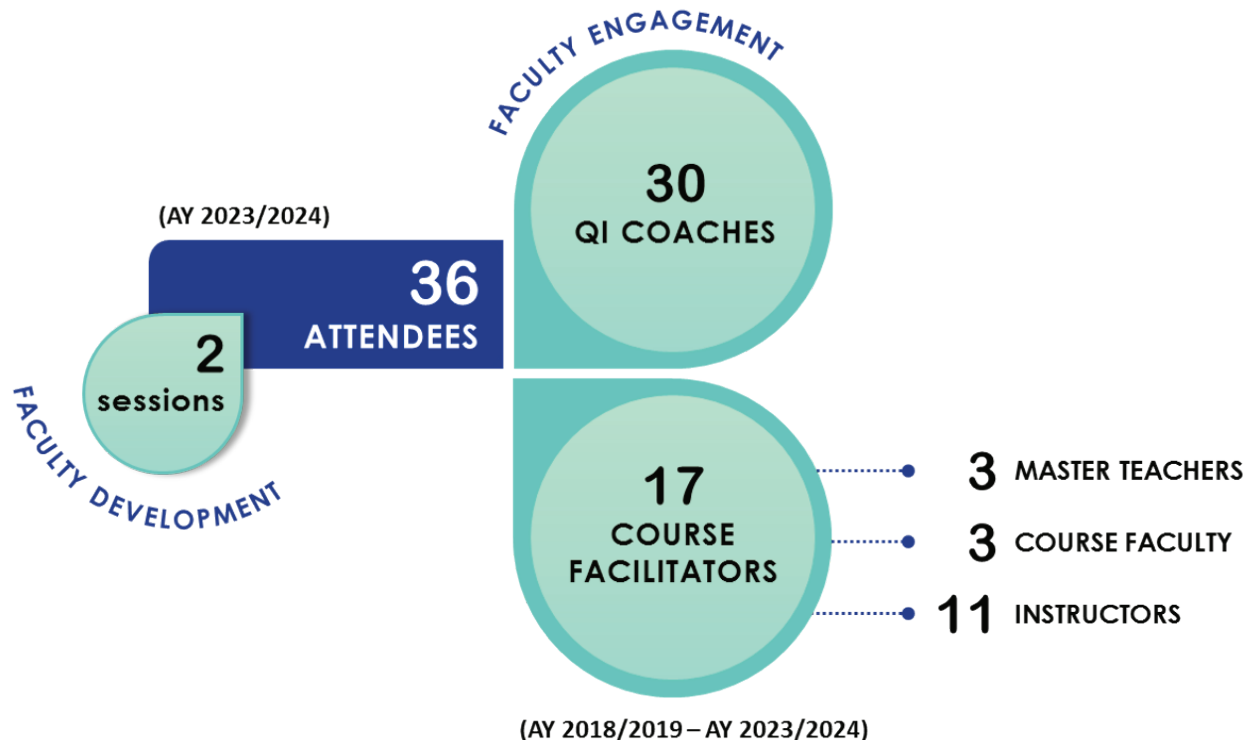 FACULTY ENGAGEMENT
30
QI COACHES
(AY 2023/2024)
36
ATTENDEES
2
sessions
FACULTY DEVELOPMENT
17
COURSE
FACILITATORS
3 MASTER TEACHERS
3 COURSE FACULTY
11 INSTRUCTORS
(AY 2018/2019 – AY 2023/2024)